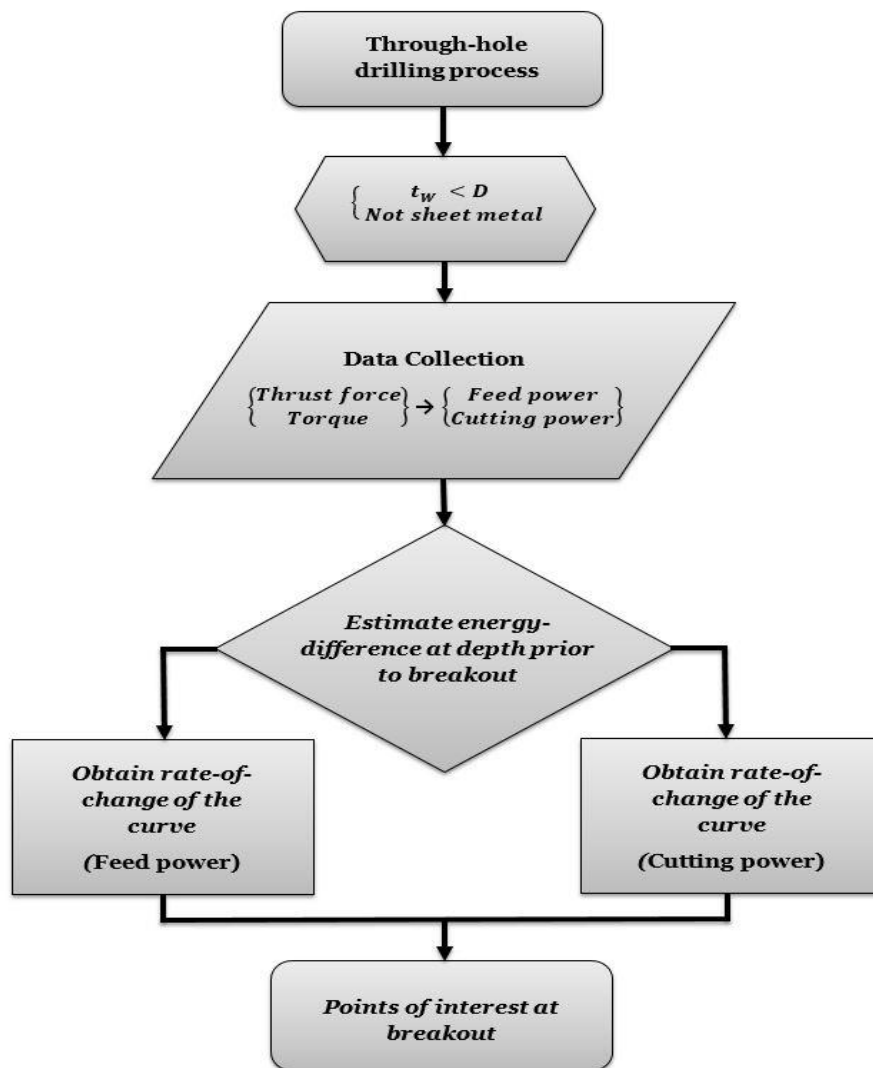 Through-hole
drilling process
t_W < D
{Not sheet metal
Data Collection
{Thrust force} → {Feed power}
{Torque} {Cutting power}
Estimate energy-
difference at depth prior
to breakout
Obtain rate-of-
change of the
curve
(Feed power)
Obtain rate-of-
change of the
curve
(Cutting power)
Points of interest at
breakout